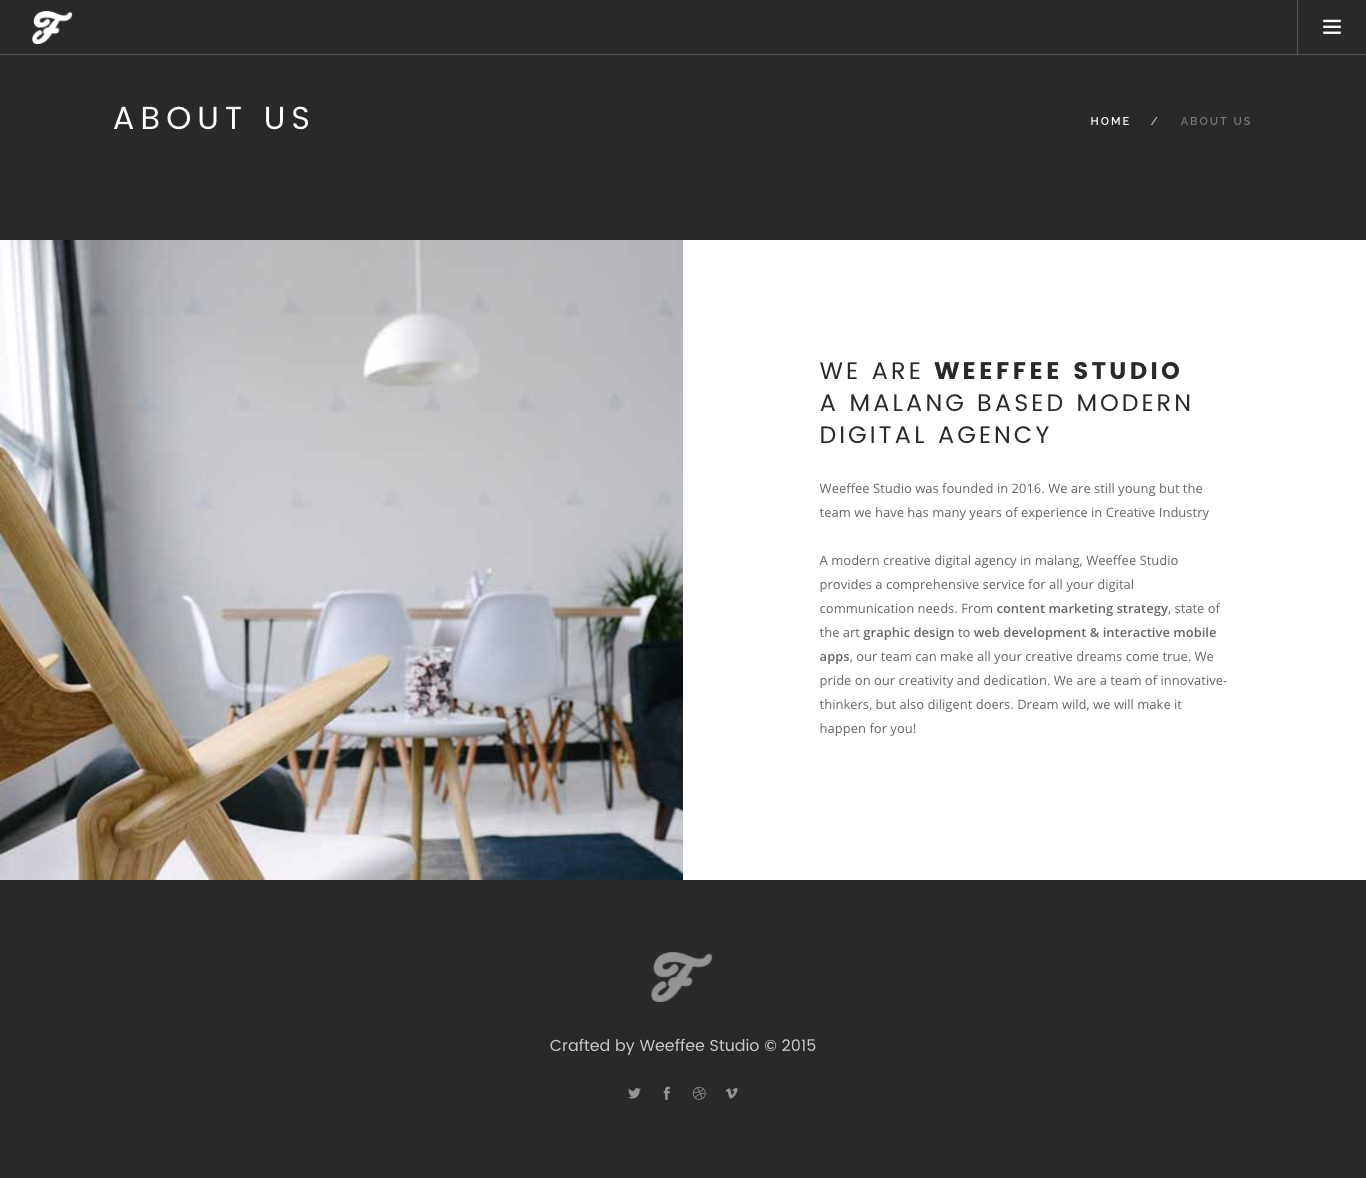 ABOUT US
HOME / ABOUT US
WE ARE WEEFFEE STUDIO
A MALANG BASED MODERN
DIGITAL AGENCY
Weeffee Studio was founded in 2016. We are still young but the
team we have has many years of experience in Creative Industry
A modern creative digital agency in malang, Weeffee Studio
provides a comprehensive service for all your digital
communication needs. From content marketing strategy, state of
the art graphic design to web development & interactive mobile
apps, our team can make all your creative dreams come true. We
pride on our creativity and dedication. We are a team of innovative-
thinkers, but also diligent doers. Dream wild, we will make it
happen for you!
Crafted by Weeffee Studio © 2015